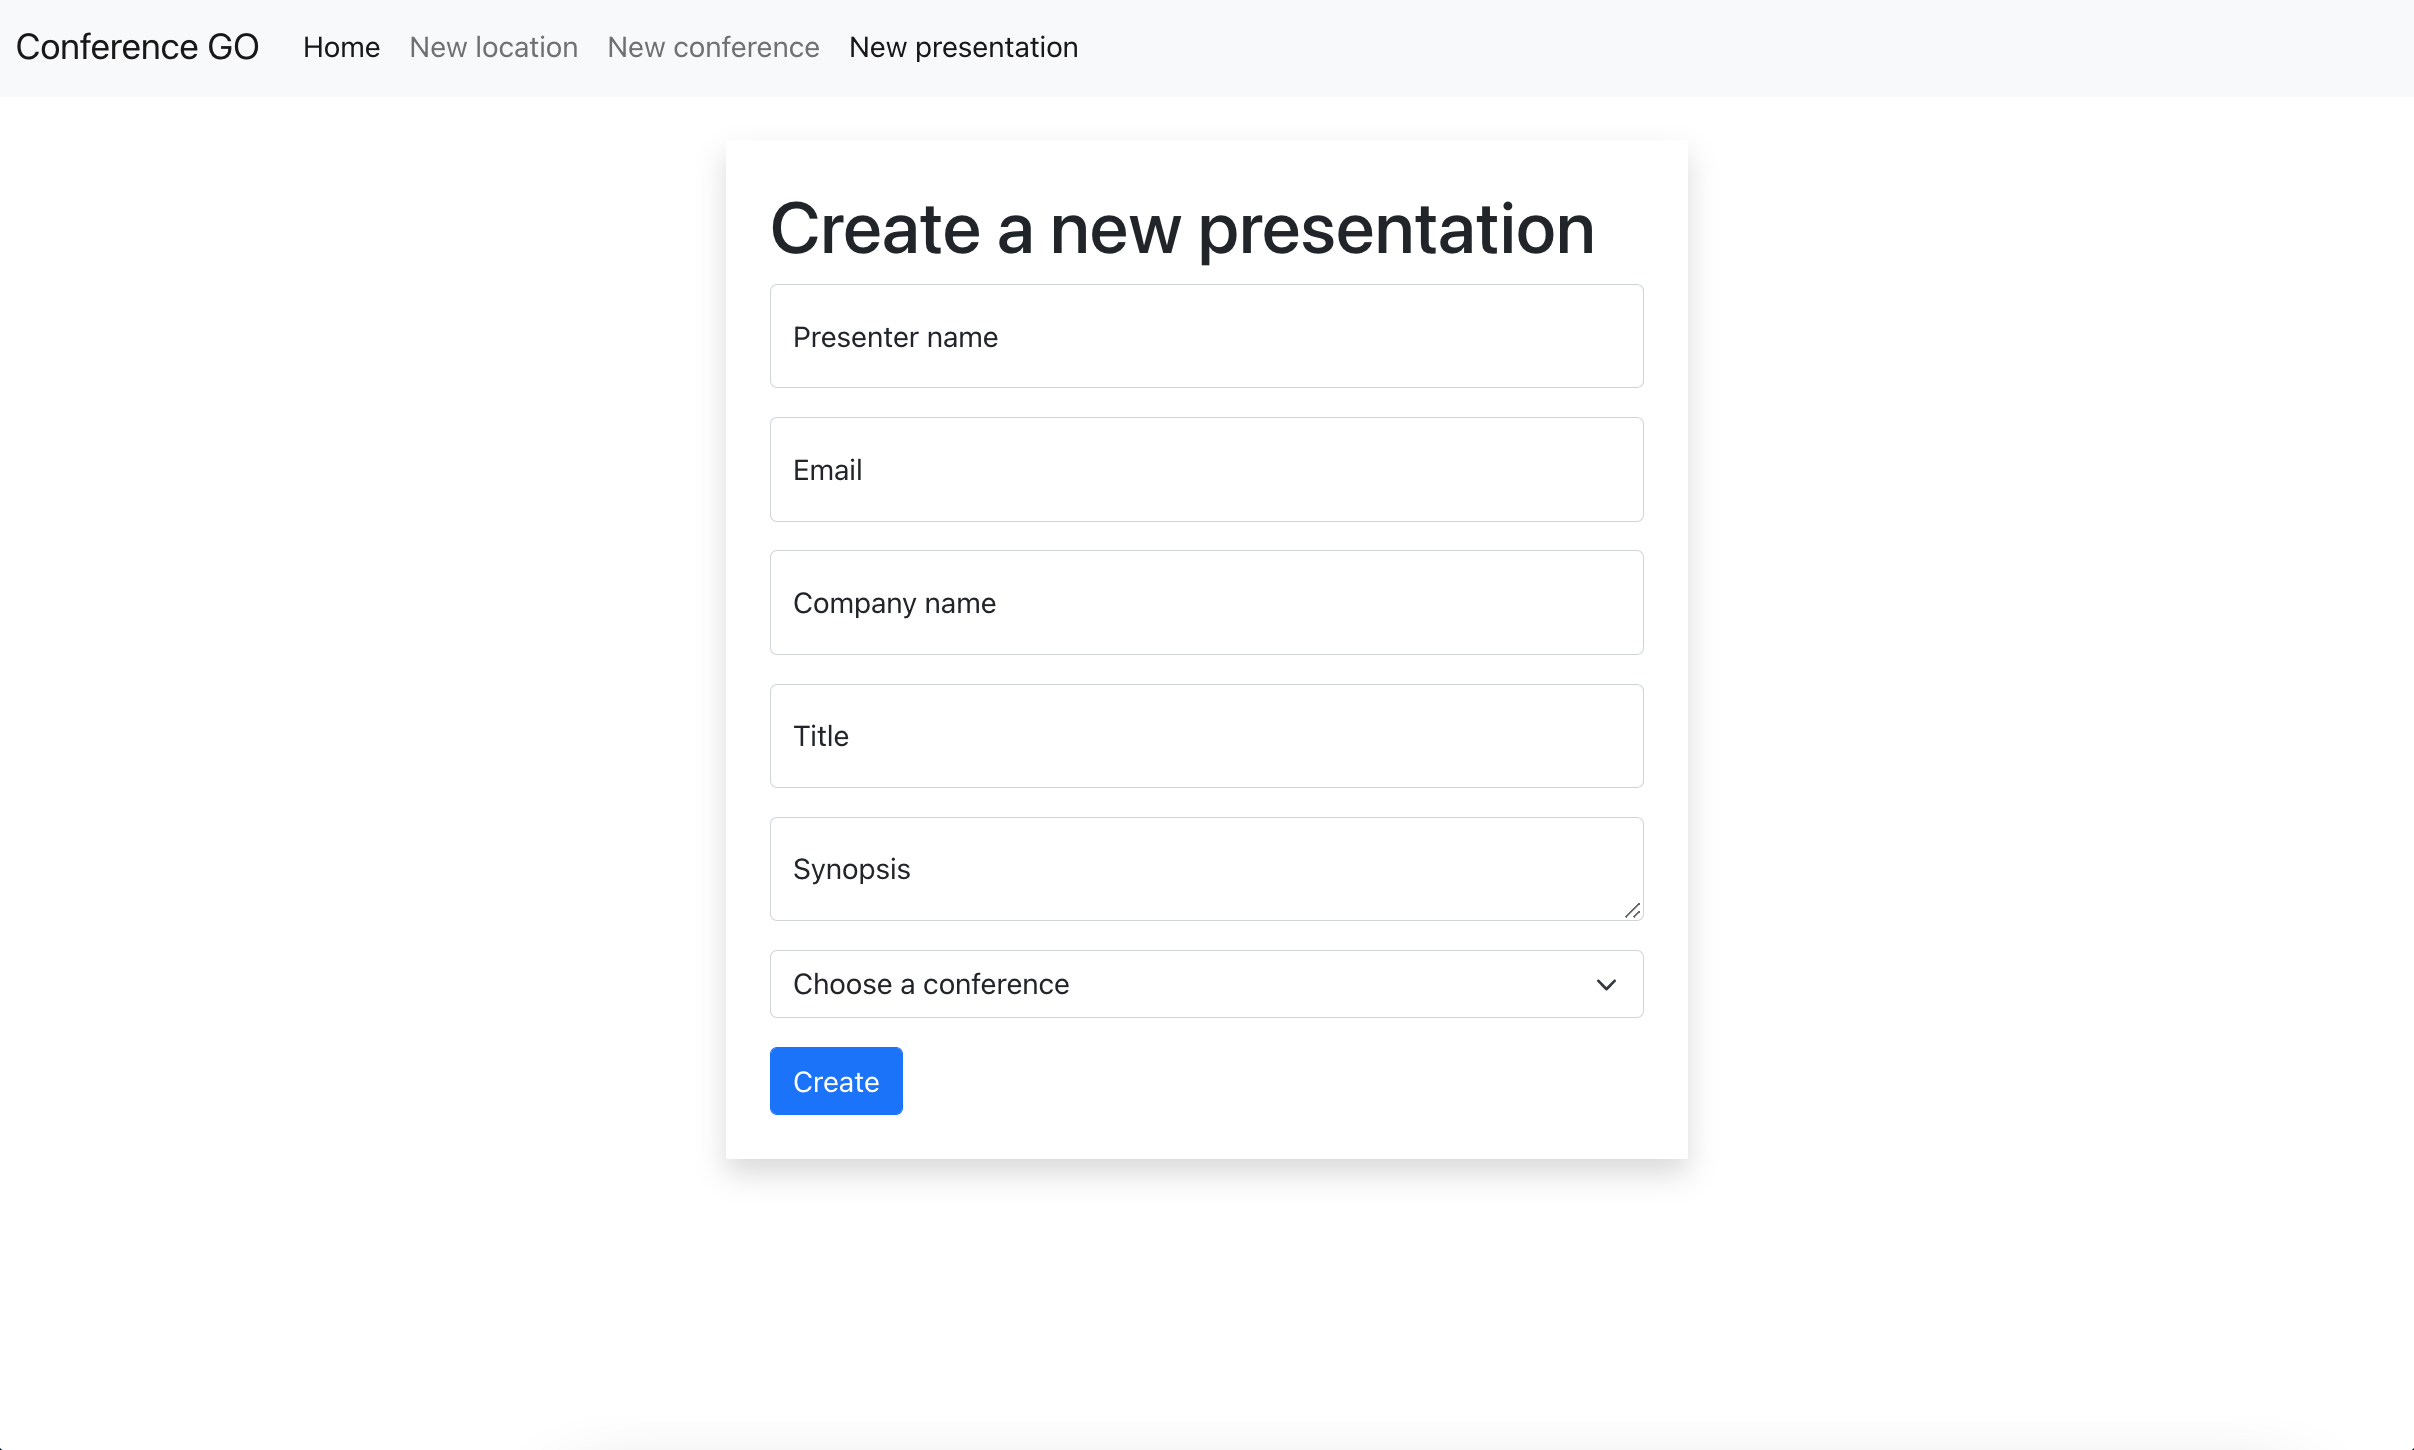 Conference GO Home New location New conference New presentation
Create a new presentation
Presenter name
Email
Company name
Title
Synopsis
Choose a conference
Create